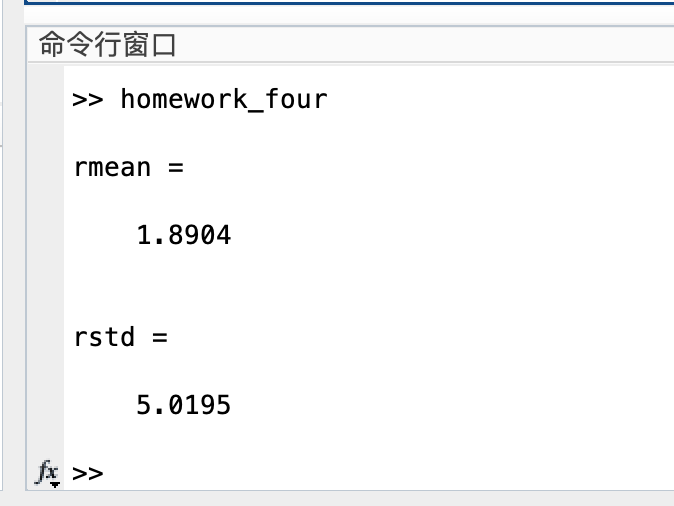 命令行窗口
>> homework_four
rmean =
1.8904
rstd =
5.0195
fx >>